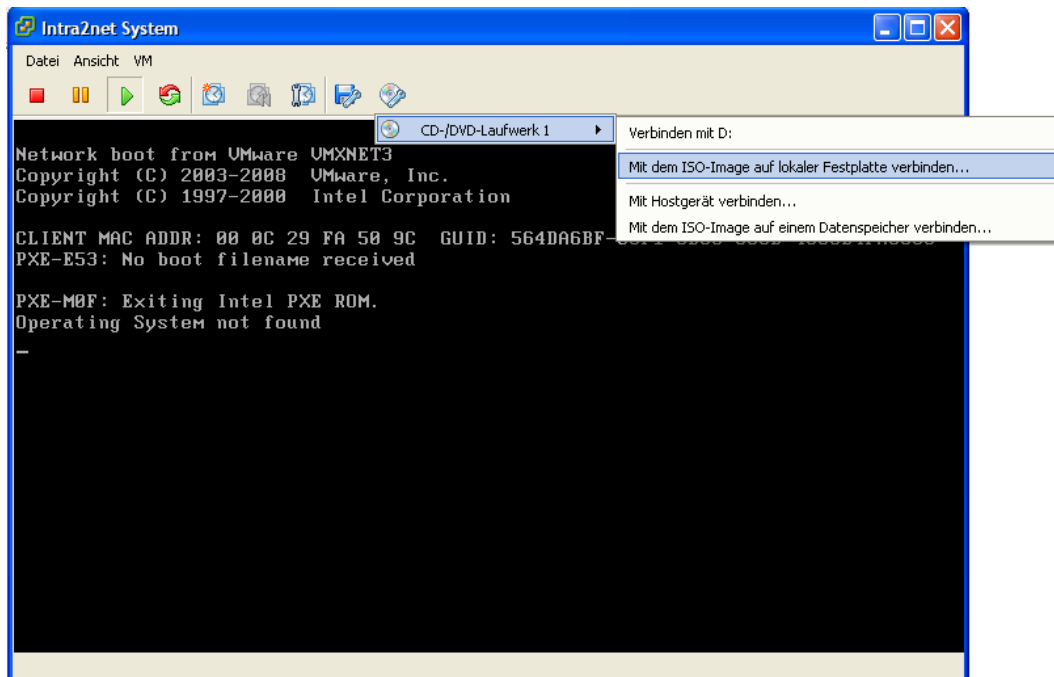 Intra2net System
Datei Ansicht VM
CD-/DVD-Laufwerk 1
Verbinden mit D:
Mit dem ISO-Image auf lokaler Festplatte verbinden...
Mit Hostgerät verbinden...
Mit dem ISO-Image auf einem Datenspeicher verbinden...
Network boot from VMware VMXNET3
Copyright (C) 2003-2008 VMware, Inc.
Copyright (C) 1997-2000 Intel Corporation
CLIENT MAC ADDR: 00 0C 29 FA 50 9C GUID: 564DA6BF-
PXE-E53: No boot filename received
PXE-M0F: Exiting Intel PXE ROM.
Operating System not found